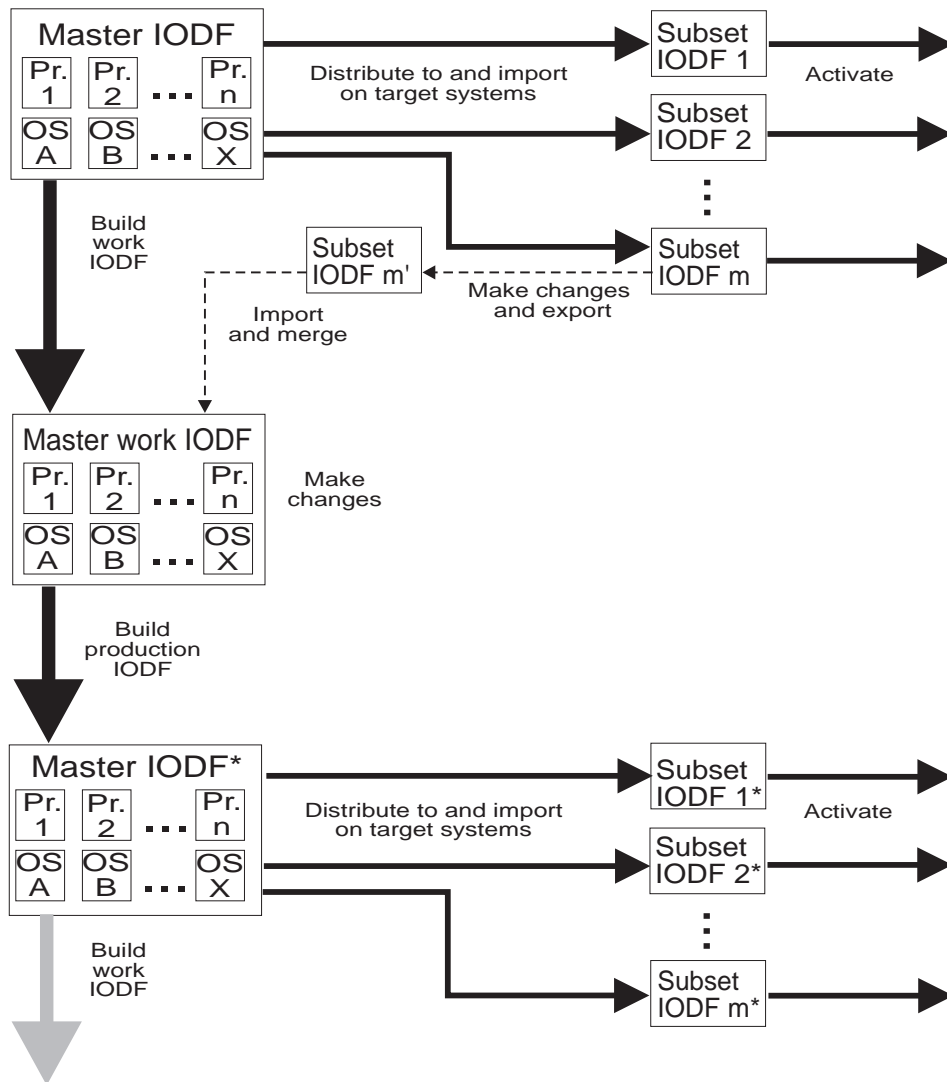 Master IODF
Pr. Pr. Pr.
1 2 ... n
OS OS OS
A B ... X
Distribute to and import
on target systems
Subset
IODF 1
Activate
Subset
IODF 2
Build
work
IODF
Subset
IODF m'
Make changes
and export
Subset
IODF m
Import
and merge
Master work IODF
Pr. Pr. Pr.
1 2 ... n
OS OS OS
A B ... X
Make
changes
Build
production
IODF
Master IODF*
Pr. Pr. Pr.
1 2 ... n
OS OS OS
A B ... X
Distribute to and import
on target systems
Subset
IODF 1*
Activate
Subset
IODF 2*
Build
work
IODF
Subset
IODF m*